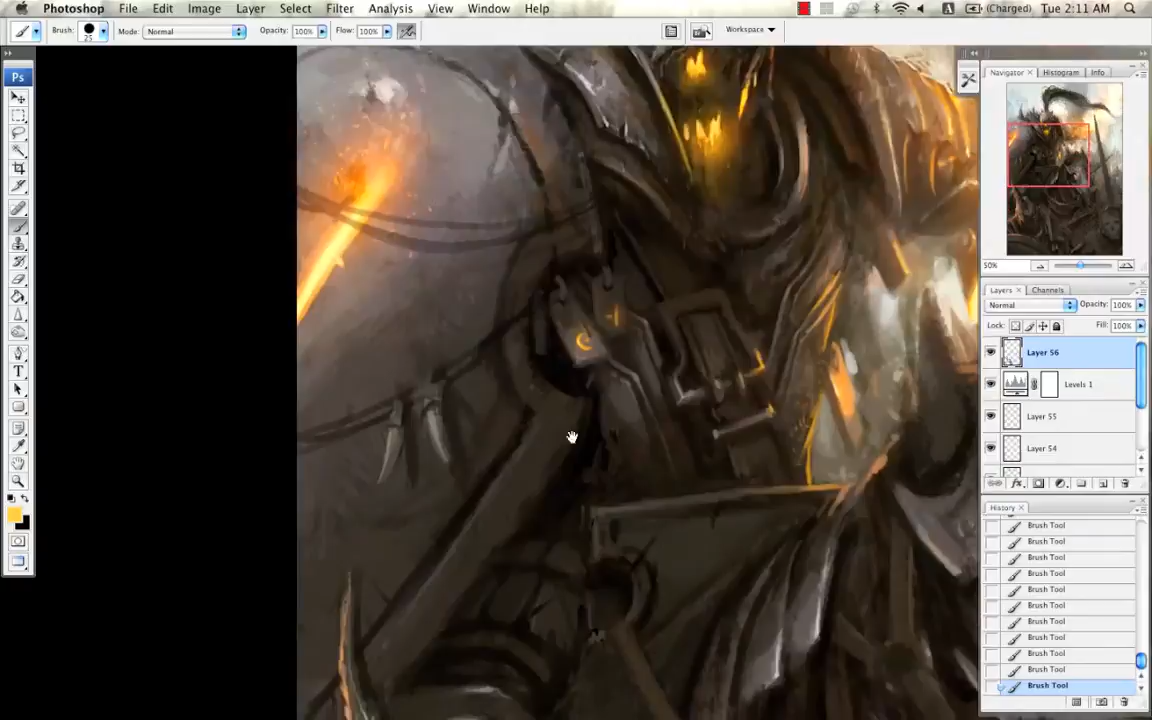 Photoshop File Edit Image Layer Select Filter Analysis View Window Help (Charged) Tue 2:11 AM
Brush: 25 Mode: Normal Opacity: 100% Flow: 100% Workspace
Ps
Navigator Histogram Info
50%
Layers Channels
Normal Opacity: 100%
Lock: Fill: 100%
Layer 56
Levels 1
Layer 55
Layer 54
History
Brush Tool
Brush Tool
Brush Tool
Brush Tool
Brush Tool
Brush Tool
Brush Tool
Brush Tool
Brush Tool
Brush Tool
Brush Tool